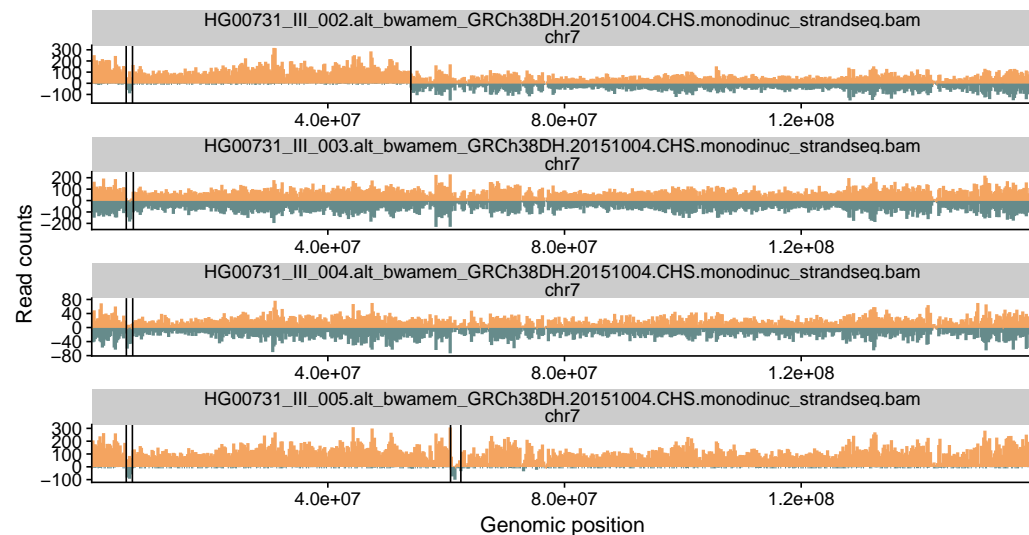 HG00731_III_002.alt_bwamem_GRCh38DH.20151004.CHS.monodinuc_strandseq.bam
chr7
300
200
100
0
−100
4.0e+07 8.0e+07 1.2e+08
HG00731_III_003.alt_bwamem_GRCh38DH.20151004.CHS.monodinuc_strandseq.bam
chr7
200
100
0
−100
−200
4.0e+07 8.0e+07 1.2e+08
Read counts
HG00731_III_004.alt_bwamem_GRCh38DH.20151004.CHS.monodinuc_strandseq.bam
chr7
80
40
0
−40
−80
4.0e+07 8.0e+07 1.2e+08
HG00731_III_005.alt_bwamem_GRCh38DH.20151004.CHS.monodinuc_strandseq.bam
chr7
300
200
100
0
−100
4.0e+07 8.0e+07 1.2e+08
Genomic position